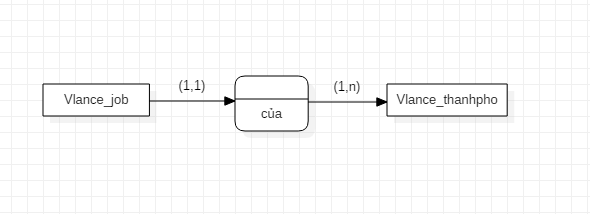 (1,1)
(1,n)
Vlance_job
Vlance_thanhpho
của